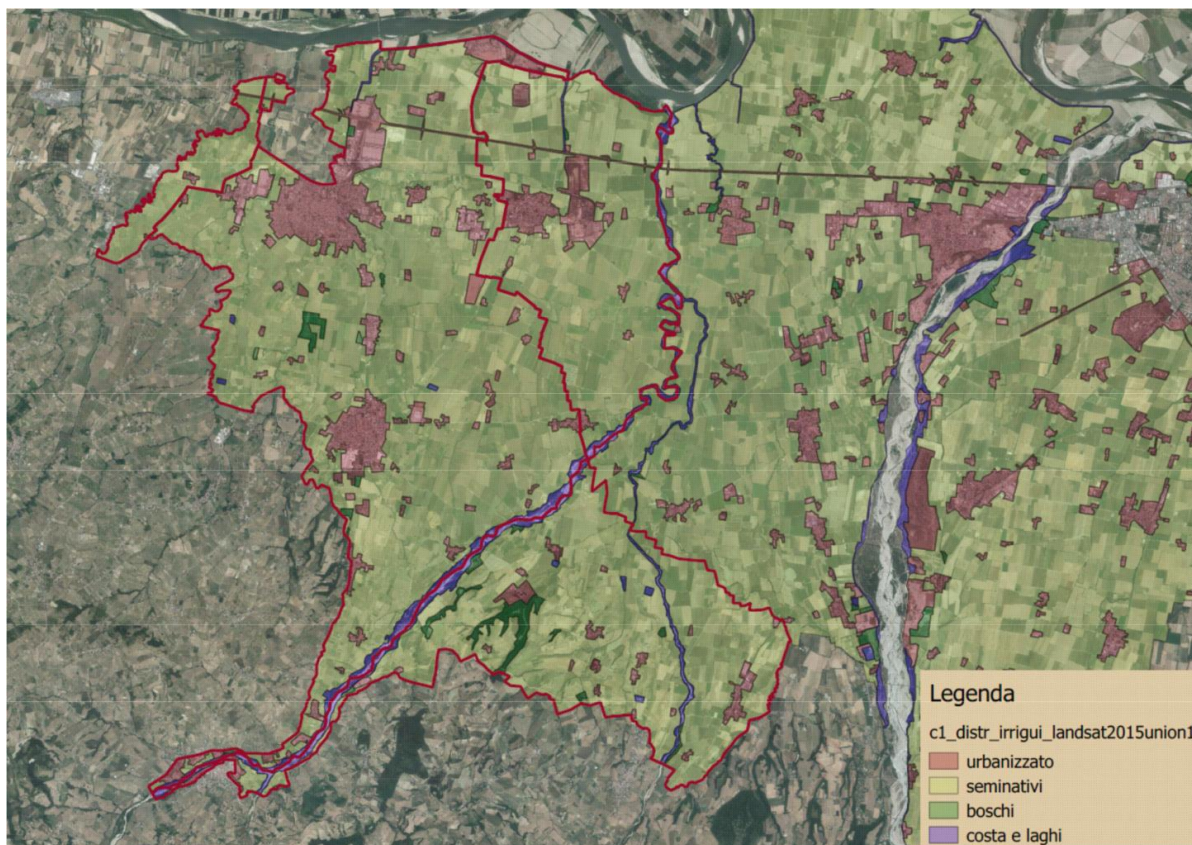 Legenda
c1_distr_irrigui_landsat2015union1
urbanizzato
seminativi
boschi
costa e laghi